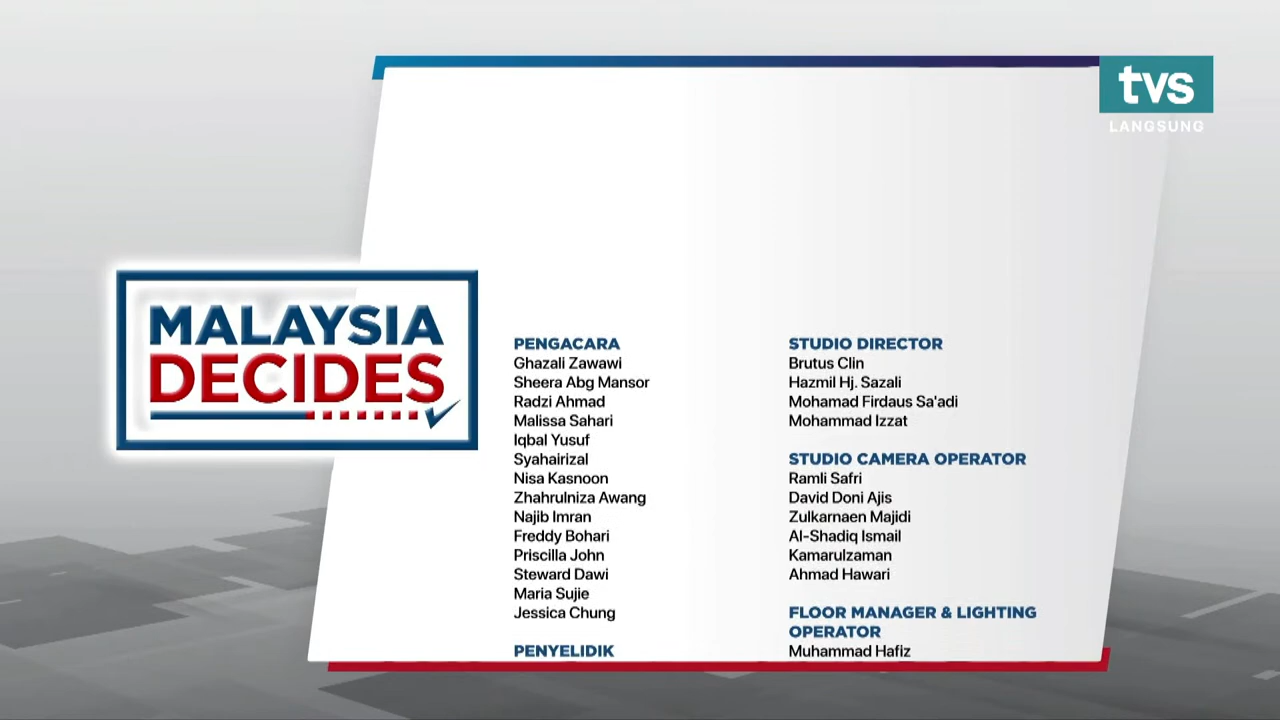 tvs
LANGSUNG
MALAYSIA
DECIDES
PENGACARA
Ghazali Zawawi
Sheera Abg Mansor
Radzi Ahmad
Malissa Sahari
Iqbal Yusuf
Syahairizal
Nisa Kasnoon
Zhahrulniza Awang
Najib Imran
Freddy Bohari
Priscilla John
Steward Dawi
Maria Sujie
Jessica Chung
PENYELIDIK
STUDIO DIRECTOR
Brutus Clin
Hazmil Hj. Sazali
Mohamad Firdaus Sa'adi
Mohammad Izzat
STUDIO CAMERA OPERATOR
Ramli Safri
David Doni Ajis
Zulkarnaen Majidi
Al-Shadiq Ismail
Kamarulzaman
Ahmad Hawari
FLOOR MANAGER & LIGHTING
OPERATOR
Muhammad Hafiz